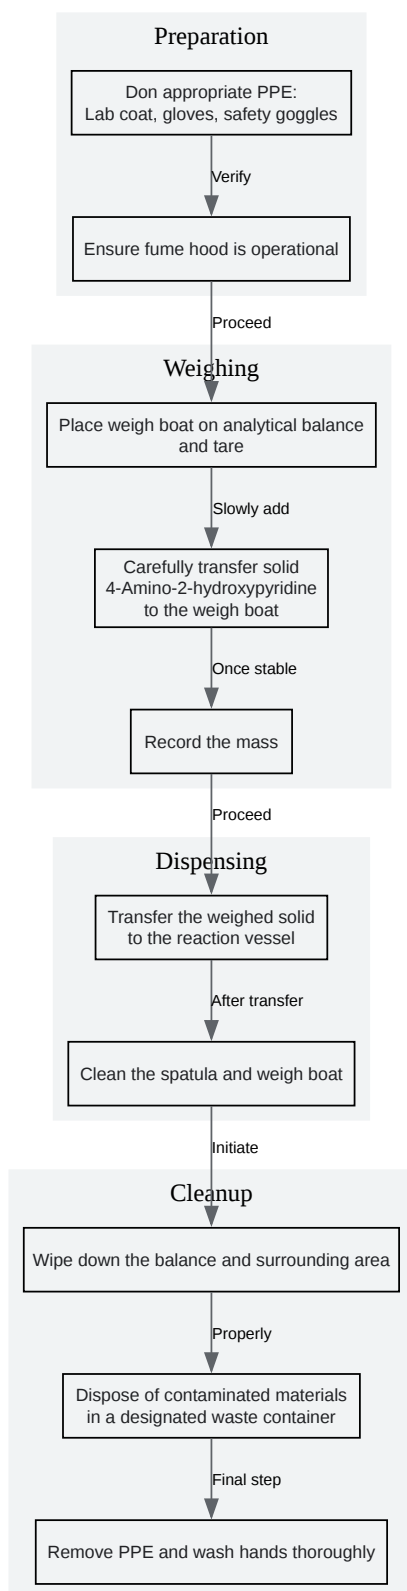 Preparation
Don appropriate PPE:
Lab coat, gloves, safety goggles
Verify
Ensure fume hood is operational
Proceed
Weighing
Place weigh boat on analytical balance
and tare
Slowly add
Carefully transfer solid
4-Amino-2-hydroxypyridine
to the weigh boat
Once stable
Record the mass
Proceed
Dispensing
Transfer the weighed solid
to the reaction vessel
After transfer
Clean the spatula and weigh boat
Initiate
Cleanup
Wipe down the balance and surrounding area
Properly
Dispose of contaminated materials
in a designated waste container
Final step
Remove PPE and wash hands thoroughly